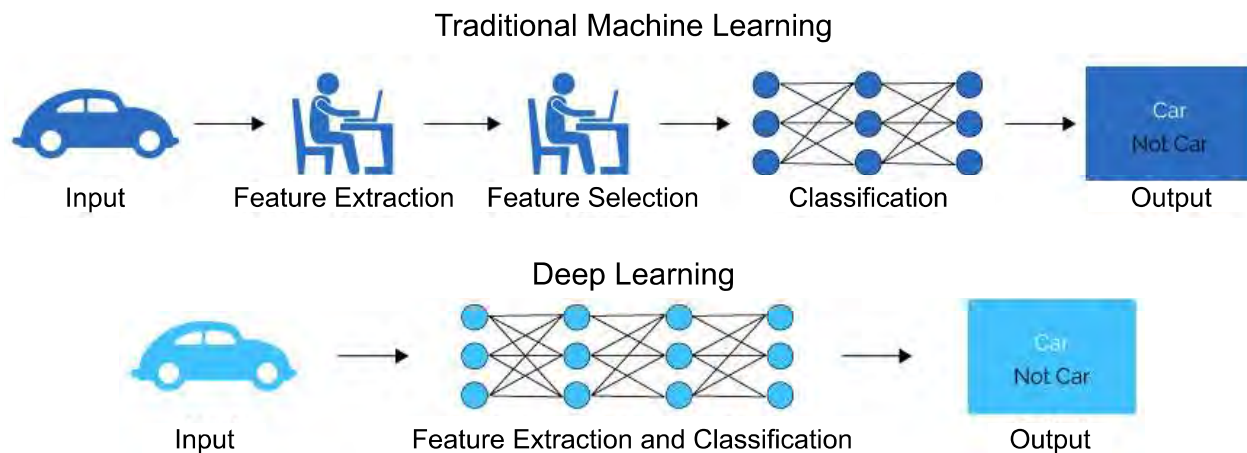 Traditional Machine Learning
Car
Not Car
Input
Feature Extraction
Feature Selection
Classification
Output
Deep Learning
Car
Not Car
Input
Feature Extraction and Classification
Output